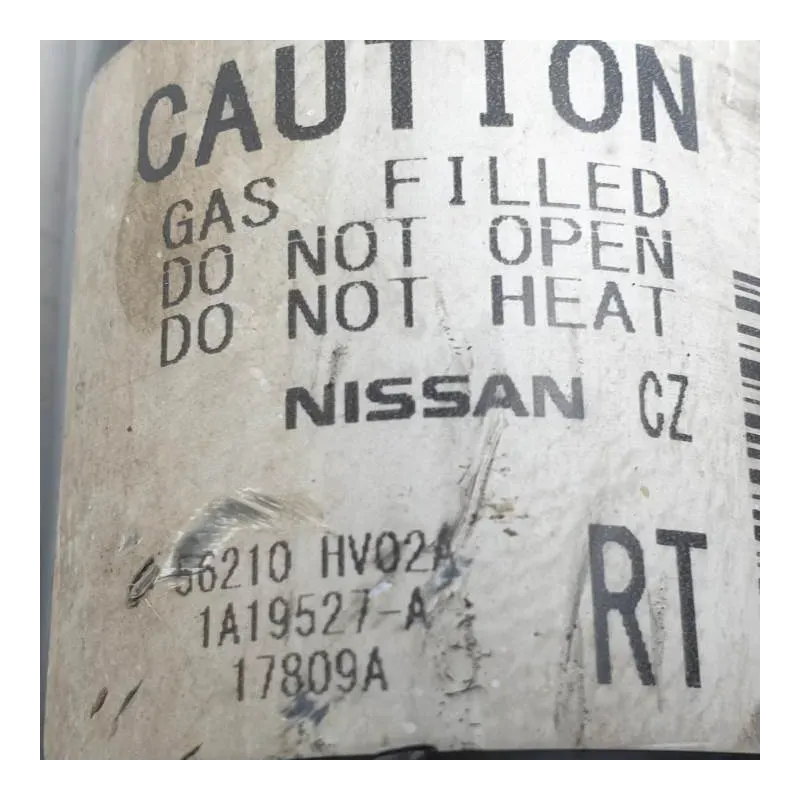 CAUTION
GAS FILLED
DO NOT OPEN
DO NOT HEAT
NISSAN CZ
56210 HV02A
1A19527-A
17809A
RT